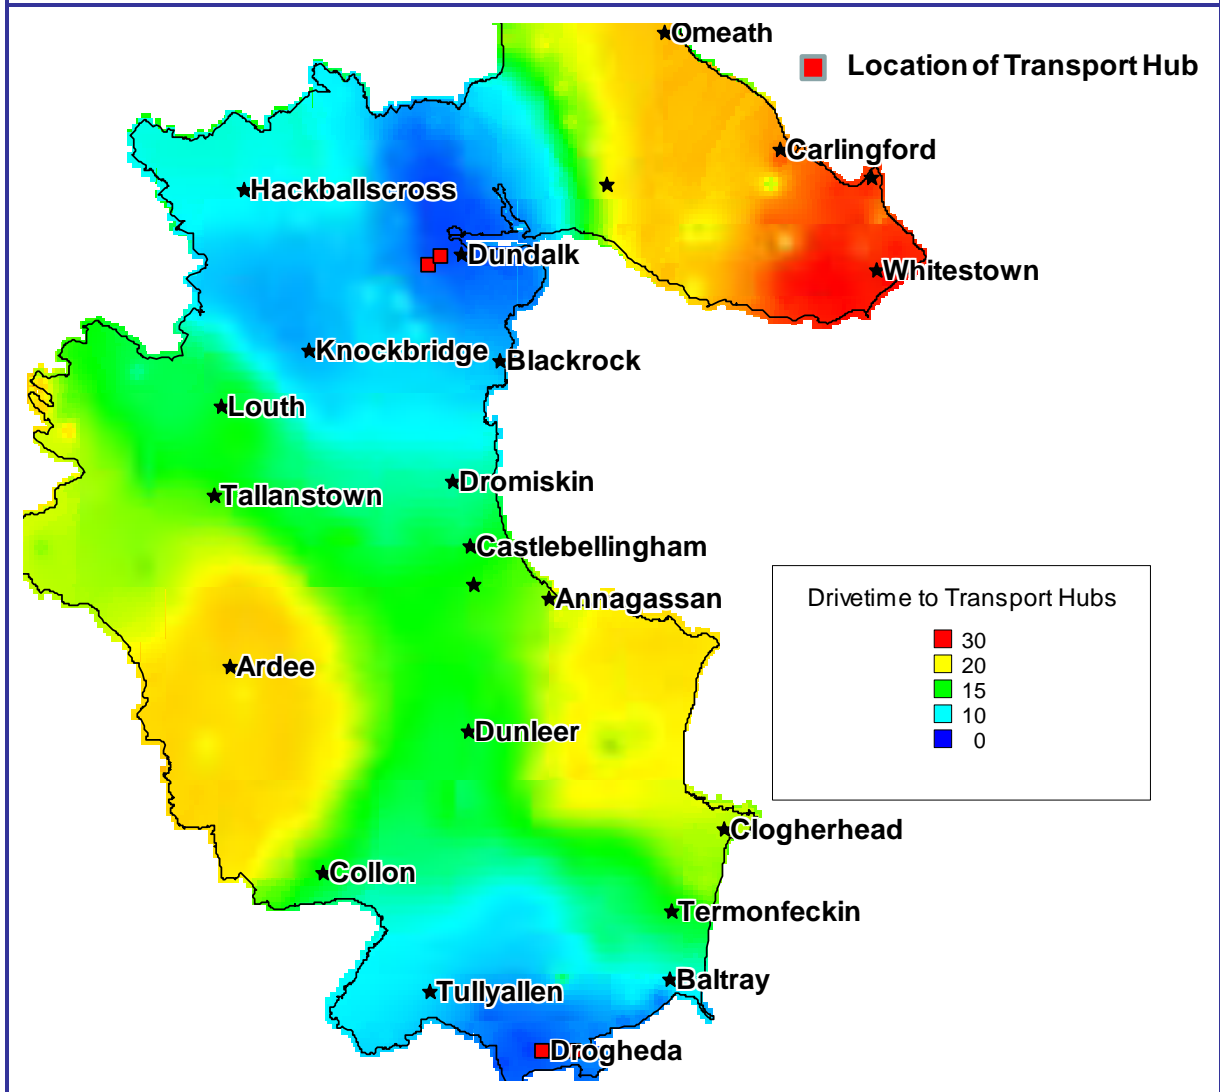 Omeath
Location of Transport Hub
Carlingford
Hackballscross
Dundalk
Whitestown
Knockbridge
Blackrock
Louth
Dromiskin
Tallanstown
Castlebellingham
Annagassan
Drivetime to Transport Hubs
30
20
15
10
0
Ardee
Dunleer
Clogherhead
Collon
Termonfeckin
Baltray
Tullyallen
Drogheda